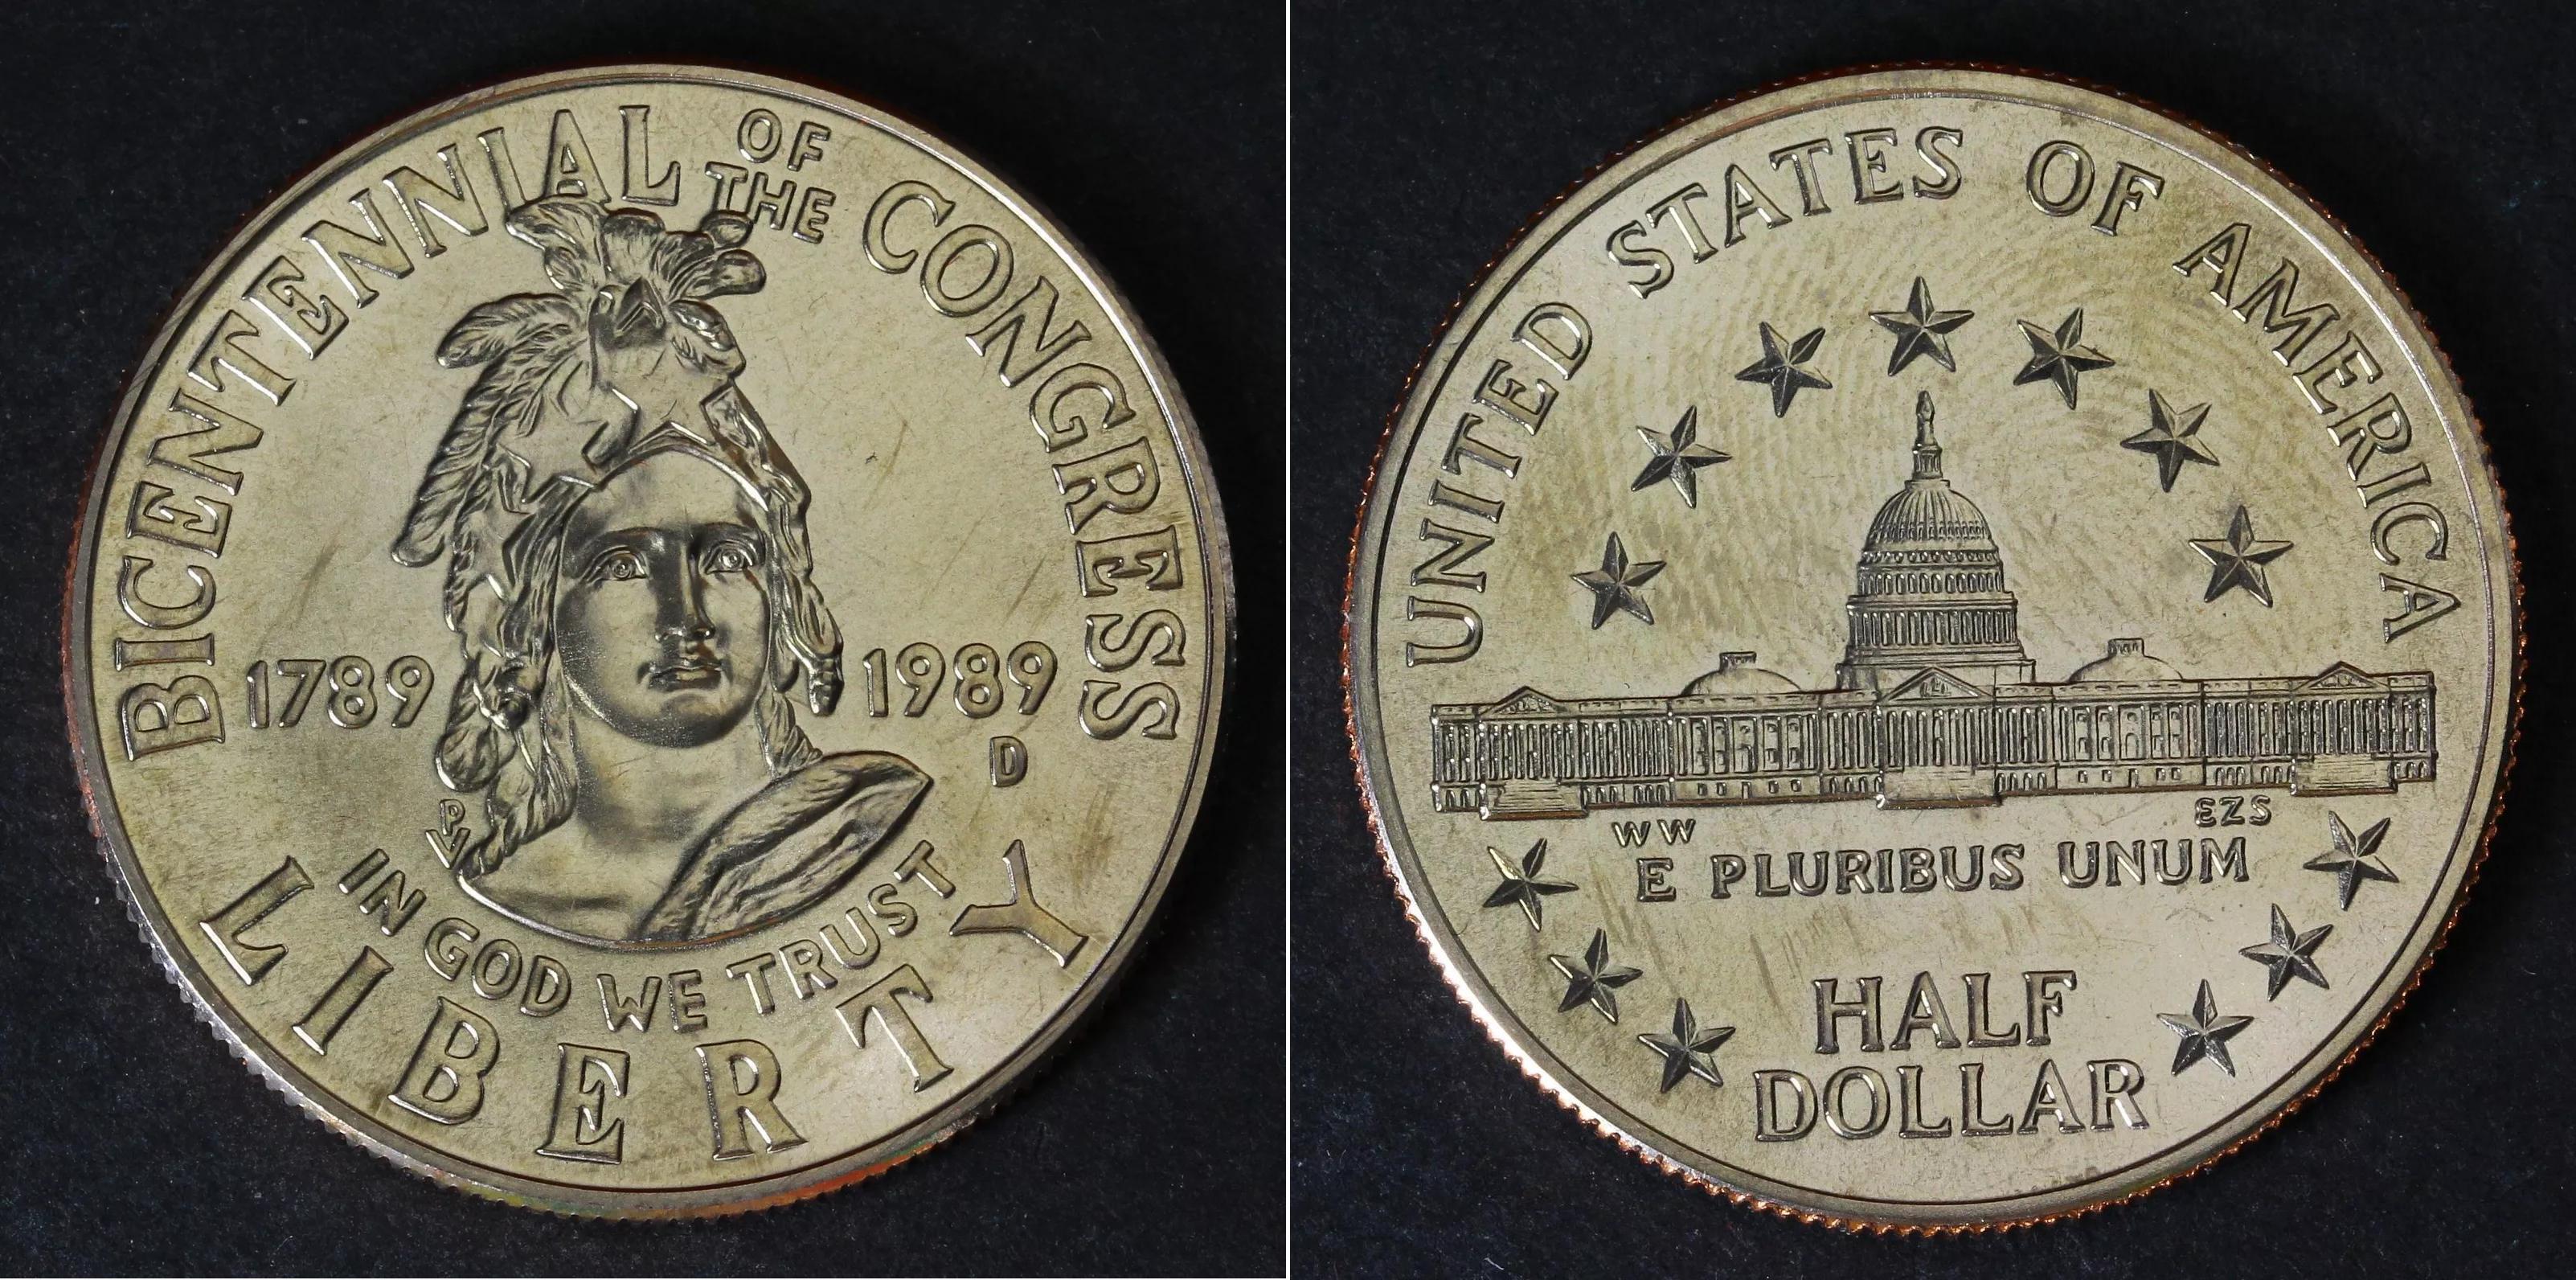 BICENTENNIAL OF THE CONGRESS
1789
1989
D
PV
IN GOD WE TRUST
LIBERTY
UNITED STATES OF AMERICA
WW
EZS
E PLURIBUS UNUM
HALF
DOLLAR